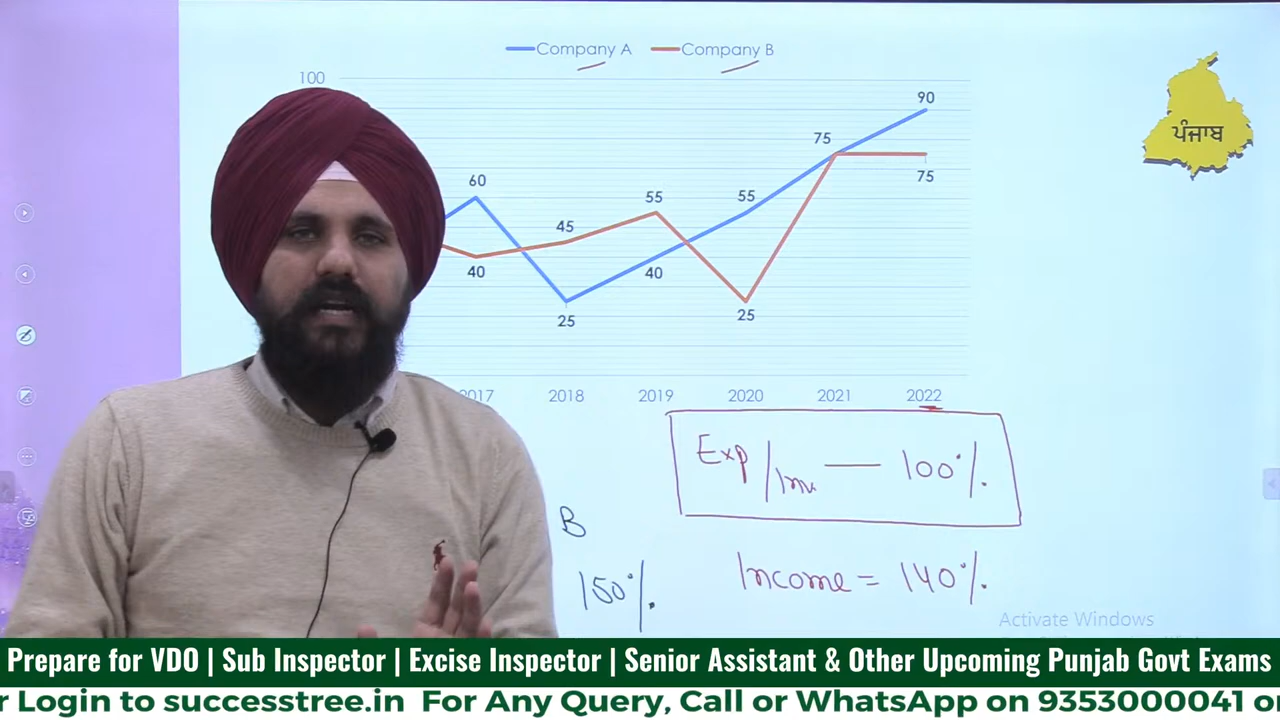 Company A
Company B
100
90
75
75
60
55
55
45
40
40
25
25
ਪੰਜਾਬ
2017 2018 2019 2020 2021 2022
Exp/Inv — 100%.
B
150%.
Income = 140%.
Activate Windows
Prepare for VDO | Sub Inspector | Excise Inspector | Senior Assistant & Other Upcoming Punjab Govt Exams
r Login to successtree.in For Any Query, Call or WhatsApp on 9353000041 or